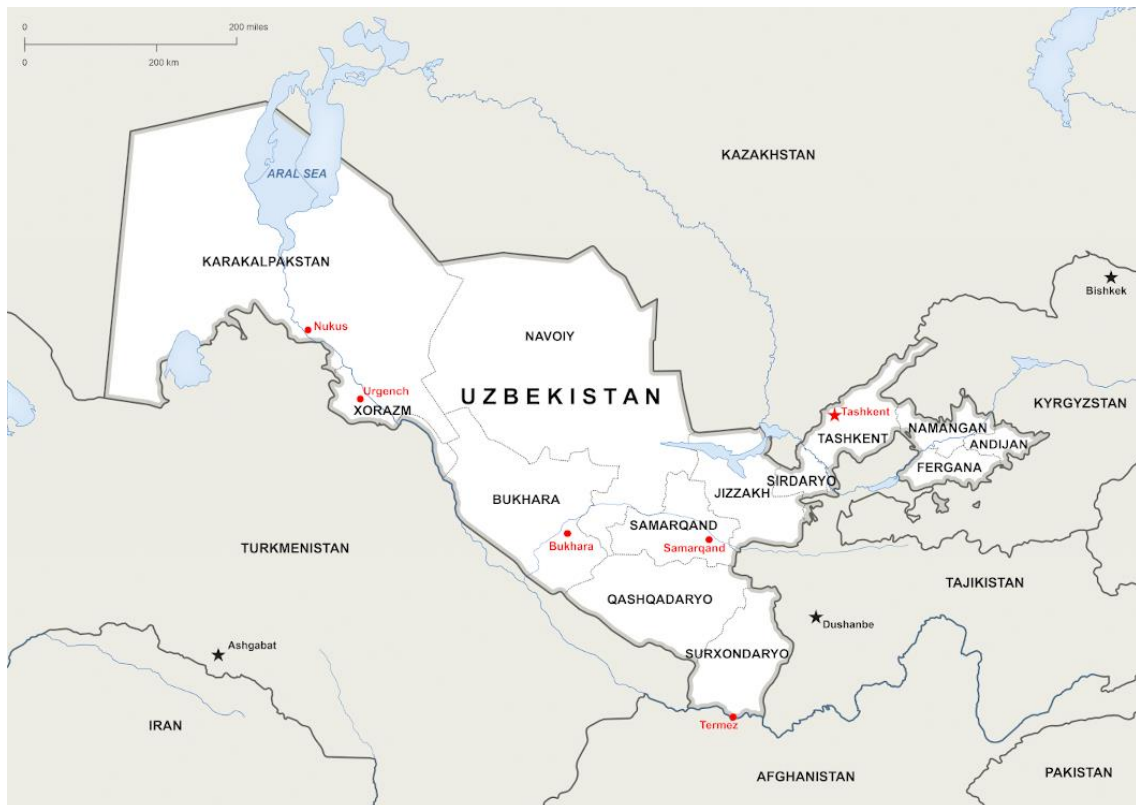 0 200 miles
0 200 km
KAZAKHSTAN
ARAL SEA
KARAKALPAKSTAN
Bishkek
Nukus
NAVOIY
Urgench
XORAZM
UZBEKISTAN
KYRGYZSTAN
Tashkent
TASHKENT
NAMANGAN
ANDIJAN
FERGANA
SIRDARYO
JIZZAKH
BUKHARA
SAMARQAND
Bukhara
Samarqand
TURKMENISTAN
TAJIKISTAN
QASHQADARYO
Dushanbe
Ashgabat
SURXONDARYO
IRAN
Termez
AFGHANISTAN
PAKISTAN